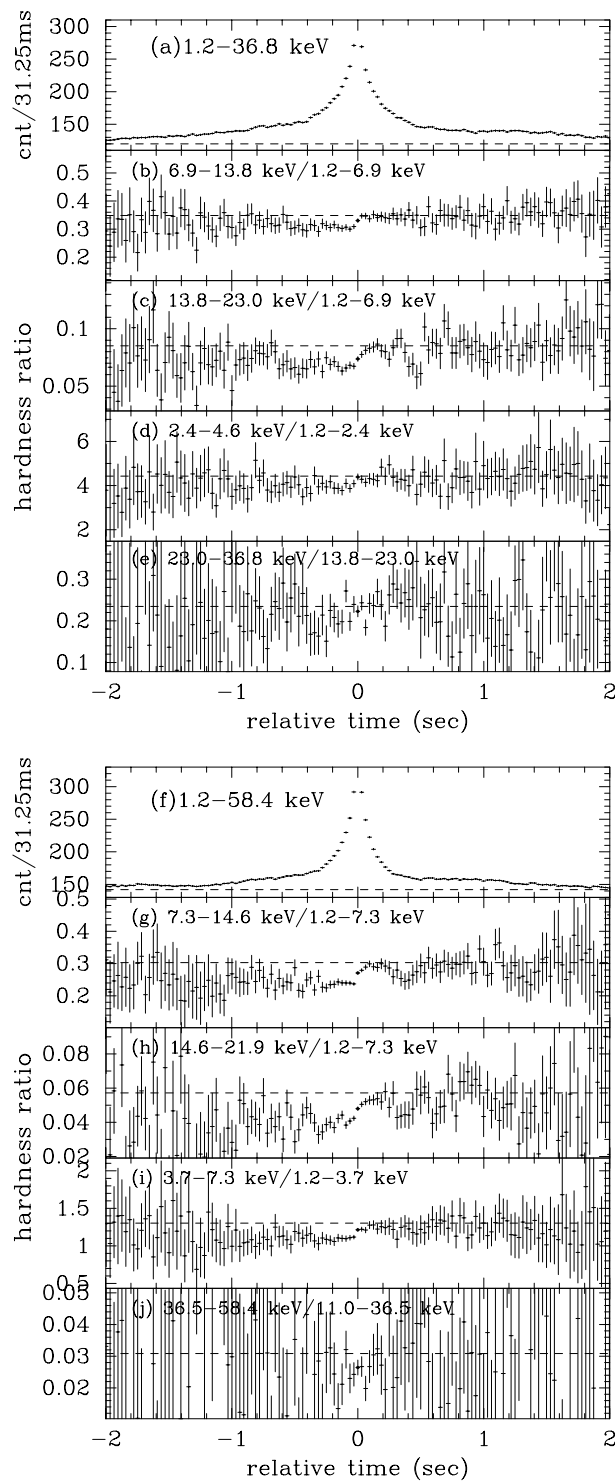 cnt/31.25ms
300
250
200
150
(a)1.2−36.8 keV
hardness ratio
0.5
0.4
0.3
0.2
(b) 6.9−13.8 keV/1.2−6.9 keV
0.1
0.05
(c) 13.8−23.0 keV/1.2−6.9 keV
6
4
2
(d) 2.4−4.6 keV/1.2−2.4 keV
0.3
0.2
0.1
(e) 23.0−36.8 keV/13.8−23.0 keV
−2 −1 0 1 2
relative time (sec)
cnt/31.25ms
300
250
200
150
(f)1.2−58.4 keV
hardness ratio
0.5
0.4
0.3
0.2
(g) 7.3−14.6 keV/1.2−7.3 keV
0.08
0.06
0.04
0.02
(h) 14.6−21.9 keV/1.2−7.3 keV
2
1.5
1
0.5
(i) 3.7−7.3 keV/1.2−3.7 keV
0.05
0.04
0.03
0.02
(j) 36.5−58.4 keV/11.0−36.5 keV
−2 −1 0 1 2
relative time (sec)